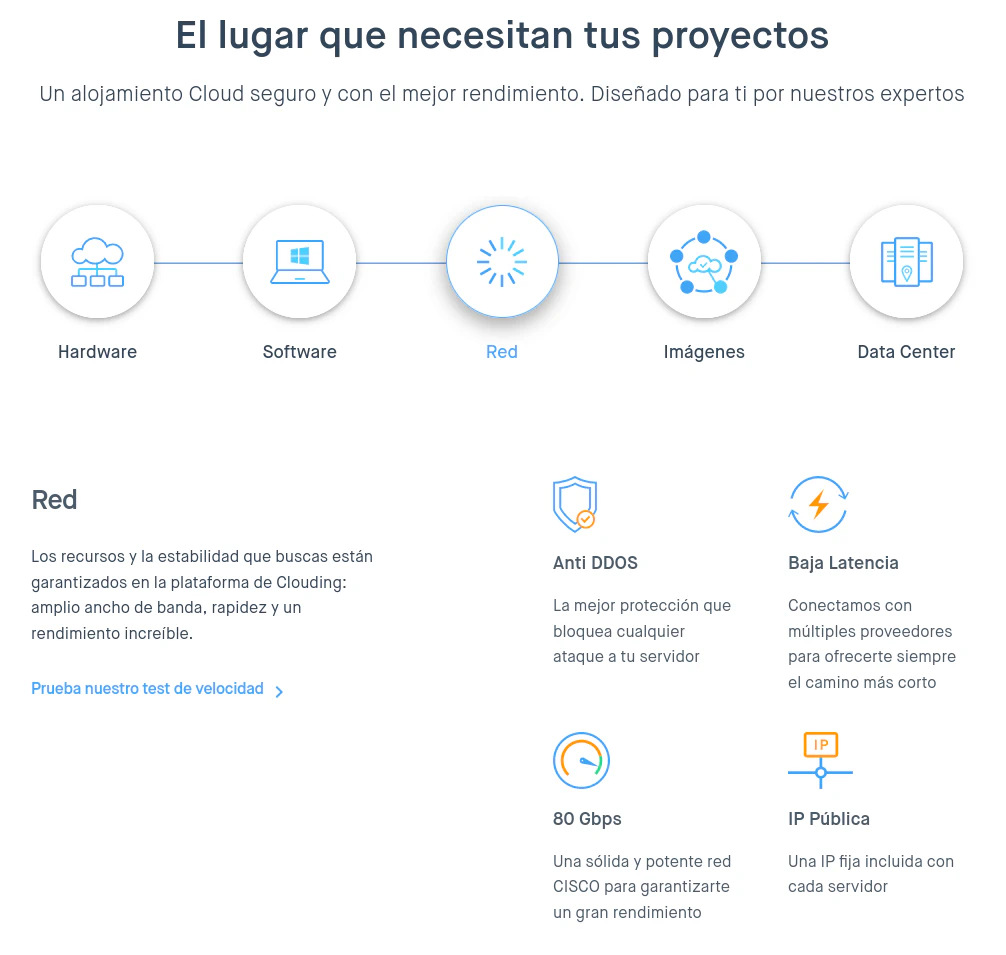 El lugar que necesitan tus proyectos
Un alojamiento Cloud seguro y con el mejor rendimiento. Diseñado para ti por nuestros expertos
Hardware
Software
Red
Imágenes
Data Center
Red
Los recursos y la estabilidad que buscas están
garantizados en la plataforma de Clouding:
amplio ancho de banda, rapidez y un
rendimiento increíble.
Prueba nuestro test de velocidad
Anti DDOS
La mejor protección que
bloquea cualquier
ataque a tu servidor
Baja Latencia
Conectamos con
múltiples proveedores
para ofrecerte siempre
el camino más corto
80 Gbps
Una sólida y potente red
CISCO para garantizarte
un gran rendimiento
IP
IP Pública
Una IP fija incluida con
cada servidor